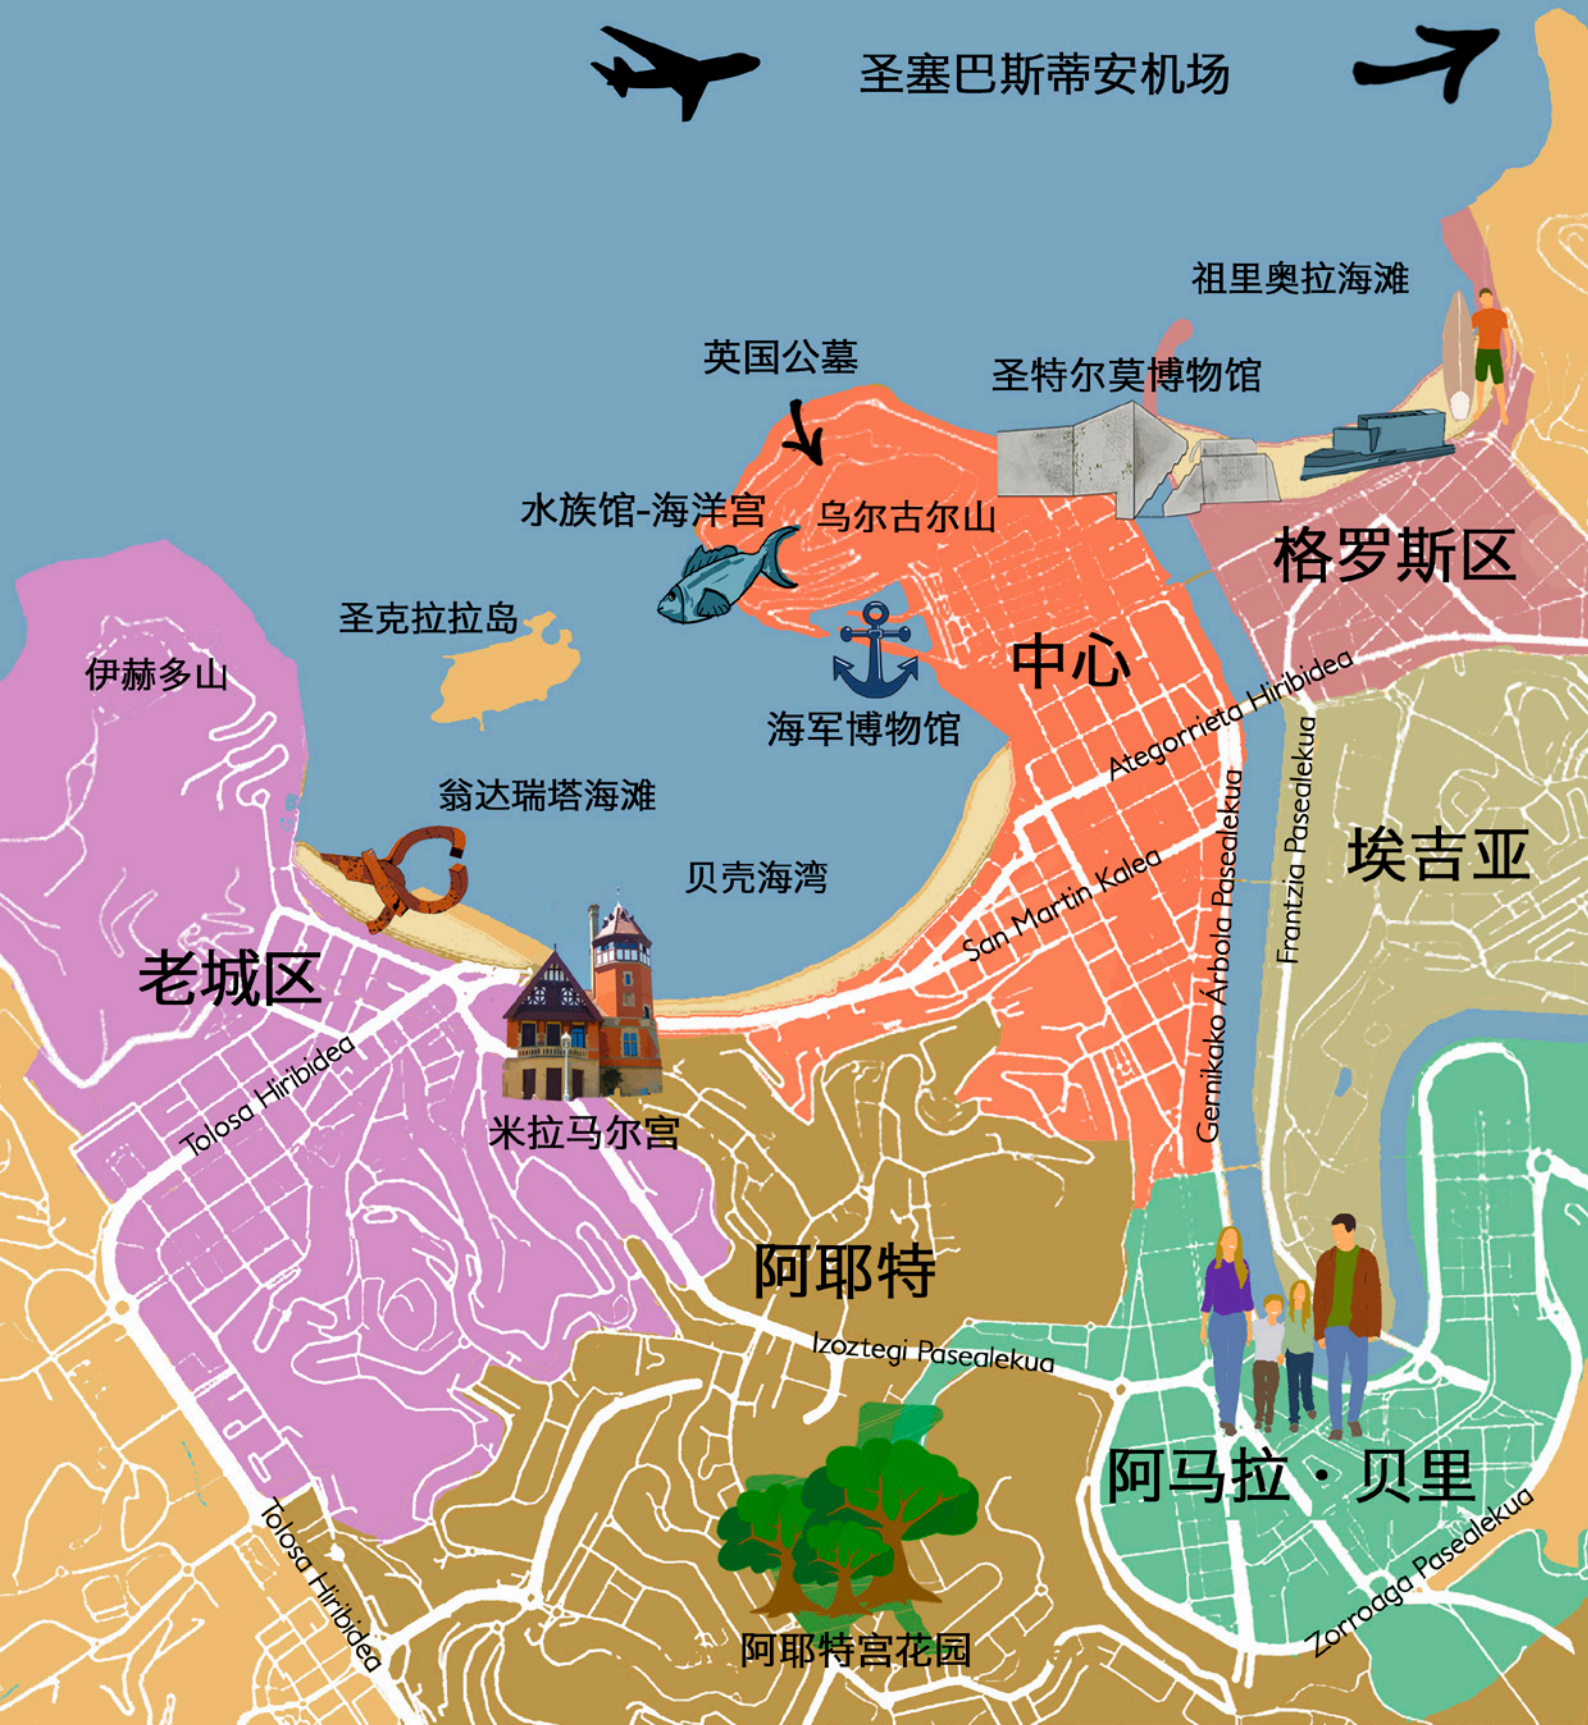 圣塞巴斯蒂安机场
祖里奥拉海滩
英国公墓
圣特尔莫博物馆
水族馆-海洋宫
乌尔古尔山
格罗斯区
圣克拉拉岛
中心
伊赫多山
海军博物馆
Ategorrieta Hiribidea
翁达瑞塔海滩
贝壳海湾
San Martin Kalea
Gernikako Arbola Pasealekua
Frantzia Pasealekua
埃吉亚
老城区
Tolosa Hiribidea
米拉马尔宫
阿耶特
Izoztegi Pasealekua
阿马拉·贝里
Zorroaga Pasealekua
Tolosa Hiribidea
阿耶特宫花园